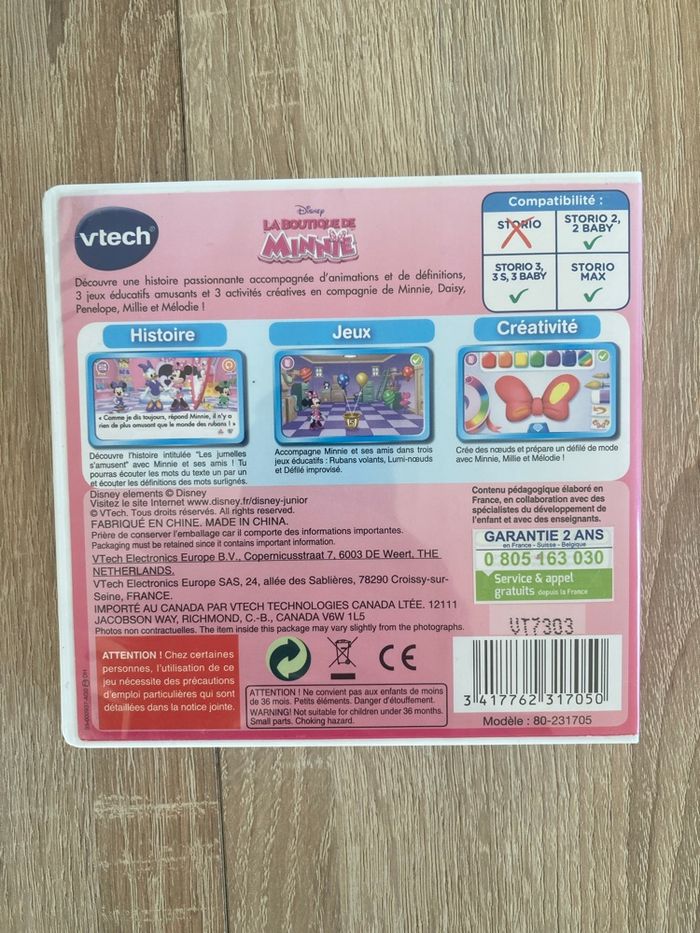 vtech
Disney
LA BOUTIQUE DE
MINNIE
Compatibilité :
STORIO
STORIO 2,
2 BABY
STORIO 3,
3 S, 3 BABY
STORIO
MAX
Découvre une histoire passionnante accompagnée d'animations et de définitions,
3 jeux éducatifs amusants et 3 activités créatives en compagnie de Minnie, Daisy,
Penelope, Millie et Mélodie !
Histoire
« Comme je dis toujours, répond Minnie, il n'y a
rien de plus amusant que le monde des rubans ! »
Découvre l'histoire intitulée "Les jumelles
s'amusent" avec Minnie et ses amis ! Tu
pourras écouter les mots du texte un par un
et écouter les définitions des mots surlignés.
Jeux
Accompagne Minnie et ses amis dans trois
jeux éducatifs : Rubans volants, Lumi-nœuds
et Défilé improvisé.
Créativité
Crée des nœuds et prépare un défilé de mode
avec Minnie, Millie et Mélodie !
Disney elements © Disney
Visitez le site Internet www.disney.fr/disney-junior
© VTech. Tous droits réservés. All rights reserved.
FABRIQUÉ EN CHINE. MADE IN CHINA.
Prière de conserver l'emballage car il comporte des informations importantes.
Packaging must be retained since it contains important information.
VTech Electronics Europe B.V., Copernicusstraat 7, 6003 DE Weert, THE
NETHERLANDS.
VTech Electronics Europe SAS, 24, allée des Sablières, 78290 Croissy-sur-
Seine, FRANCE.
IMPORTÉ AU CANADA PAR VTECH TECHNOLOGIES CANADA LTÉE. 12111
JACOBSON WAY, RICHMOND, C.-B., CANADA V6W 1L5
Photos non contractuelles. The item inside this package may vary slightly from the photographs.
Contenu pédagogique élaboré en
France, en collaboration avec des
spécialistes du développement de
l'enfant et avec des enseignants.
GARANTIE 2 ANS
en France - Suisse - Belgique
0 805 163 030
Service & appel
gratuits depuis la France
VT7303
ATTENTION ! Chez certaines
personnes, l'utilisation de ce
jeu nécessite des précautions
d'emploi particulières qui sont
détaillées dans la notice jointe.
CE
ATTENTION ! Ne convient pas aux enfants de moins
de 36 mois. Petits éléments. Danger d'étouffement.
WARNING! Not suitable for children under 36 months.
Small parts. Choking hazard.
3 417762 317050
Modèle : 80-231705